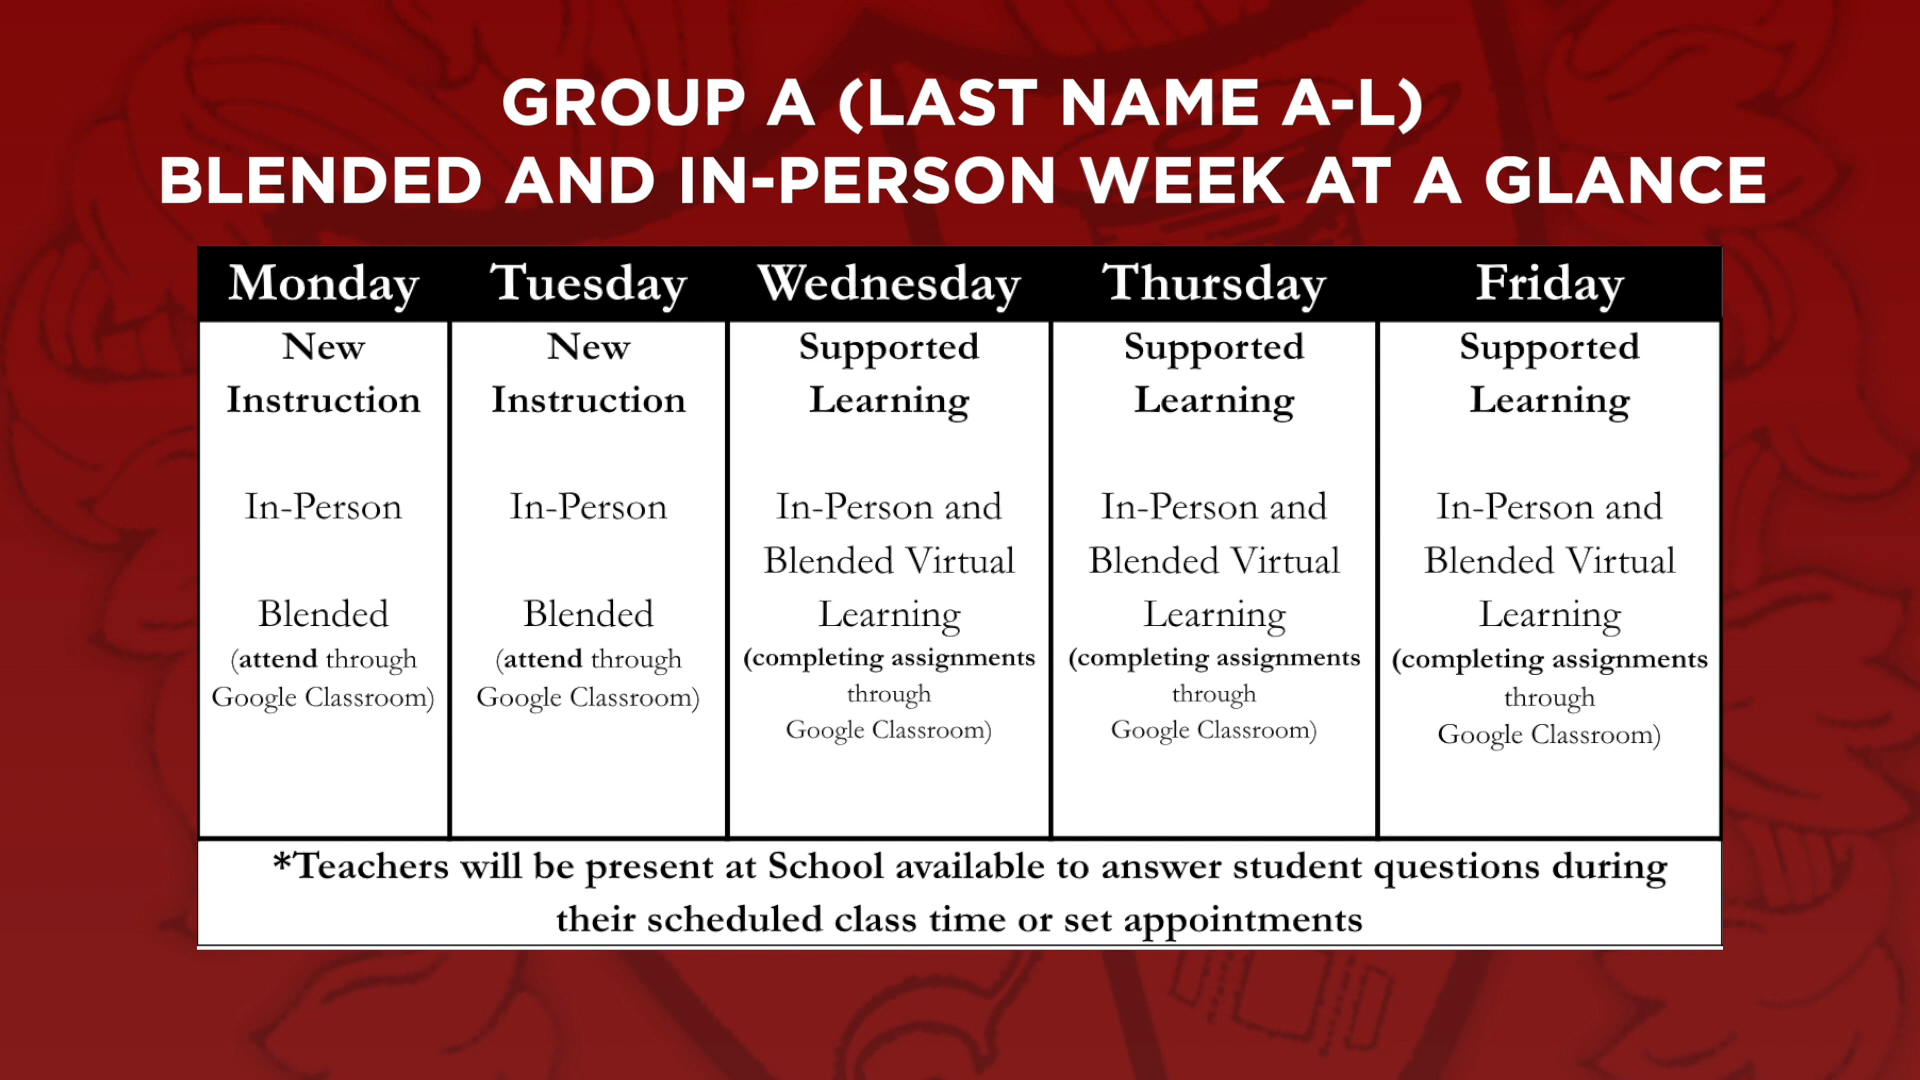 GROUP A (LAST NAME A-L)
BLENDED AND IN-PERSON WEEK AT A GLANCE
Monday
Tuesday
Wednesday
Thursday
Friday
New
Instruction
In-Person
Blended
(attend through
Google Classroom)
New
Instruction
In-Person
Blended
(attend through
Google Classroom)
Supported
Learning
In-Person and
Blended Virtual
Learning
(completing assignments
through
Google Classroom)
Supported
Learning
In-Person and
Blended Virtual
Learning
(completing assignments
through
Google Classroom)
Supported
Learning
In-Person and
Blended Virtual
Learning
(completing assignments
through
Google Classroom)
*Teachers will be present at School available to answer student questions during
their scheduled class time or set appointments